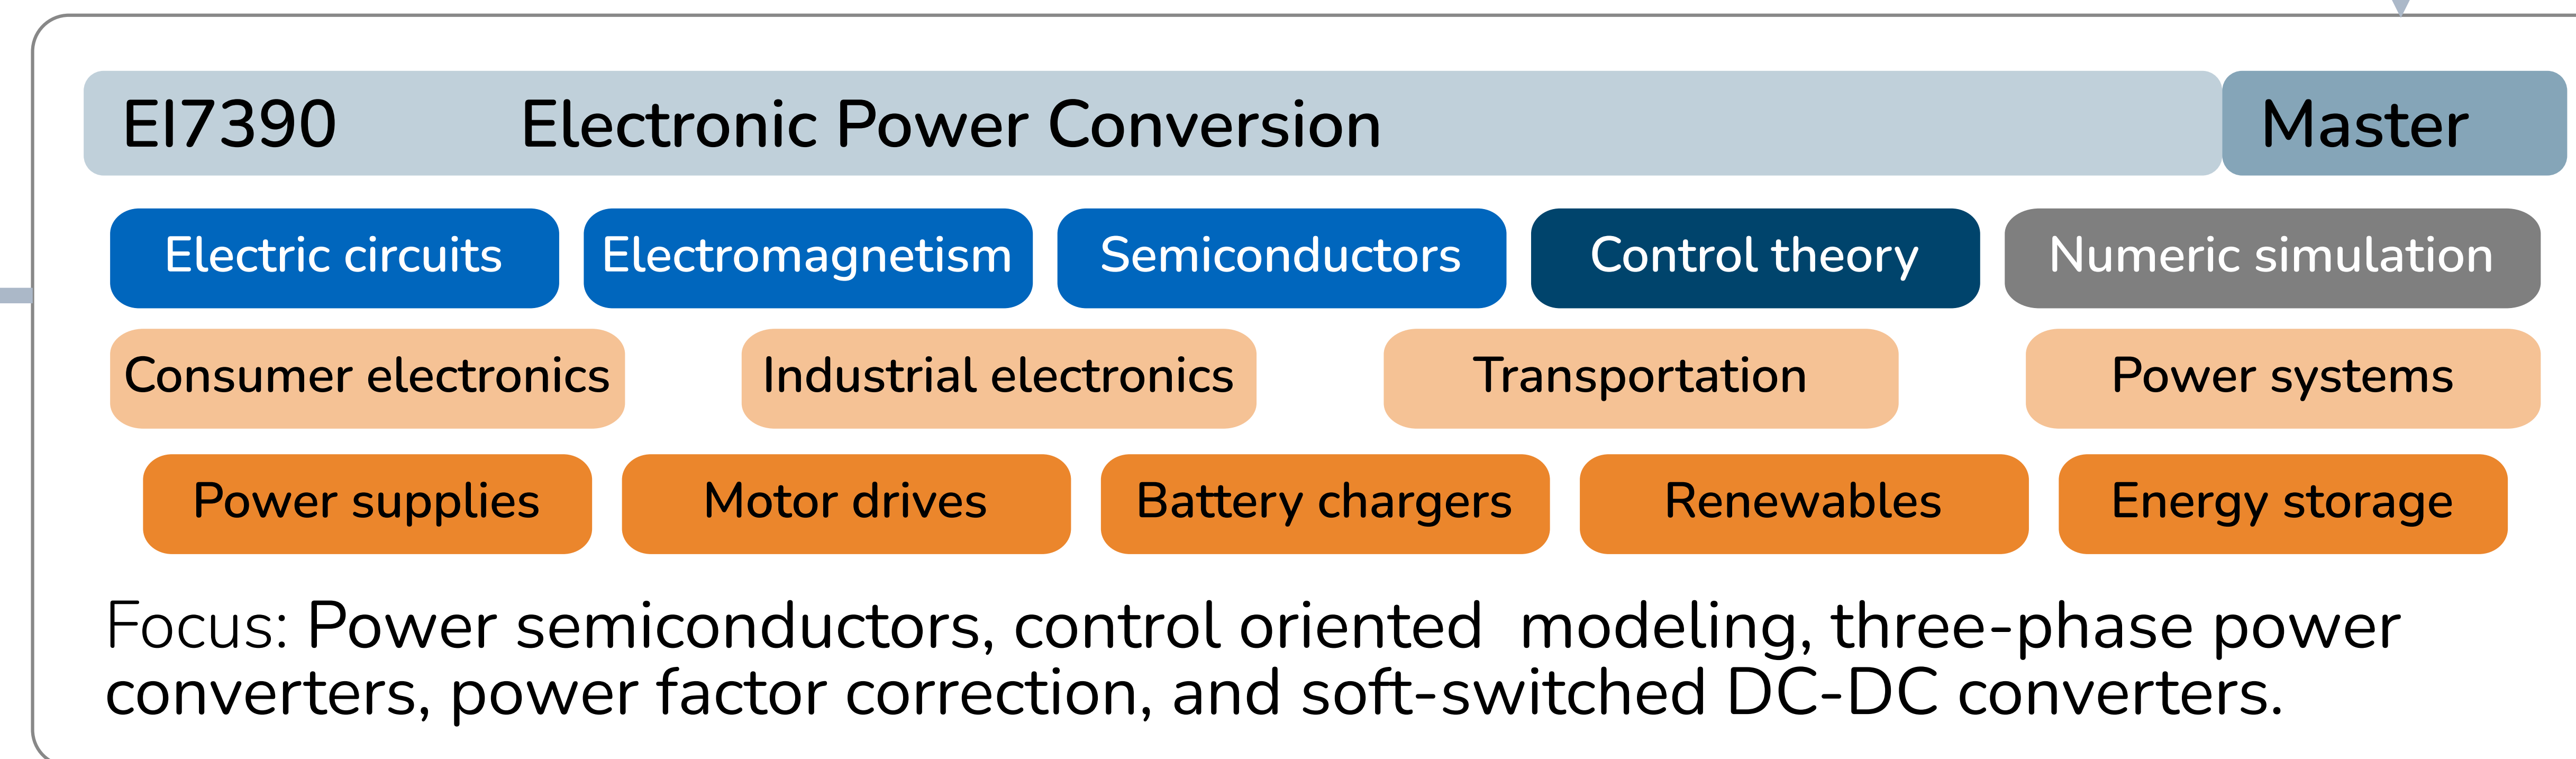 EI7390 Electronic Power Conversion Master
Electric circuits Electromagnetism Semiconductors Control theory Numeric simulation
Consumer electronics Industrial electronics Transportation Power systems
Power supplies Motor drives Battery chargers Renewables Energy storage
Focus: Power semiconductors, control oriented  modeling, three-phase power
converters, power factor correction, and soft-switched DC-DC converters.